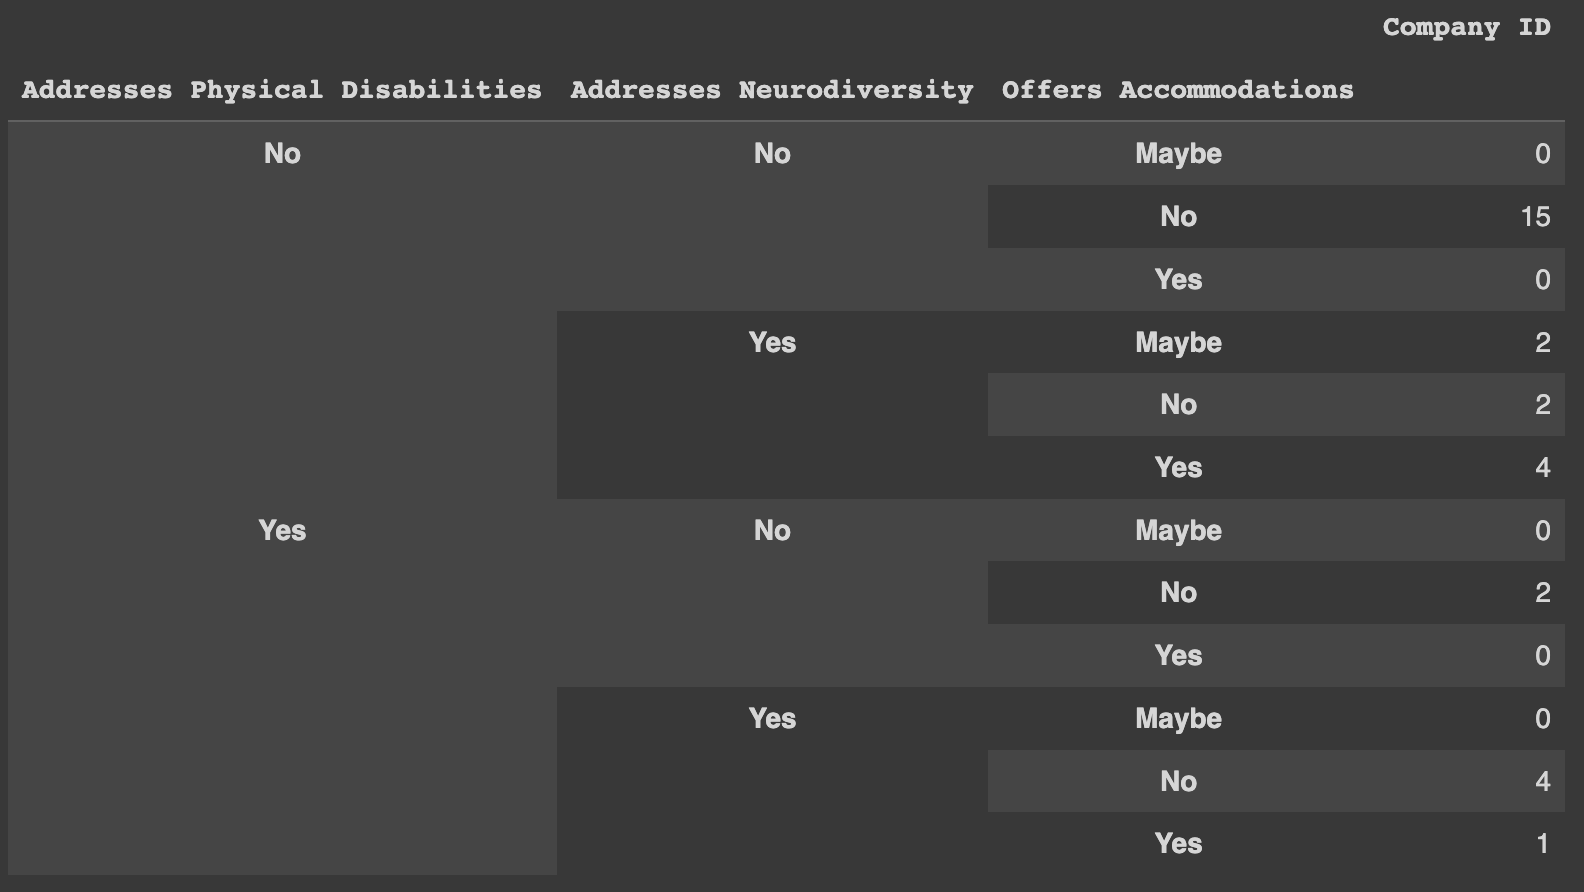 Company ID
Addresses Physical Disabilities Addresses Neurodiversity Offers Accommodations
No No Maybe 0
No 15
Yes 0
Yes Maybe 2
No 2
Yes 4
Yes No Maybe 0
No 2
Yes 0
Yes Maybe 0
No 4
Yes 1